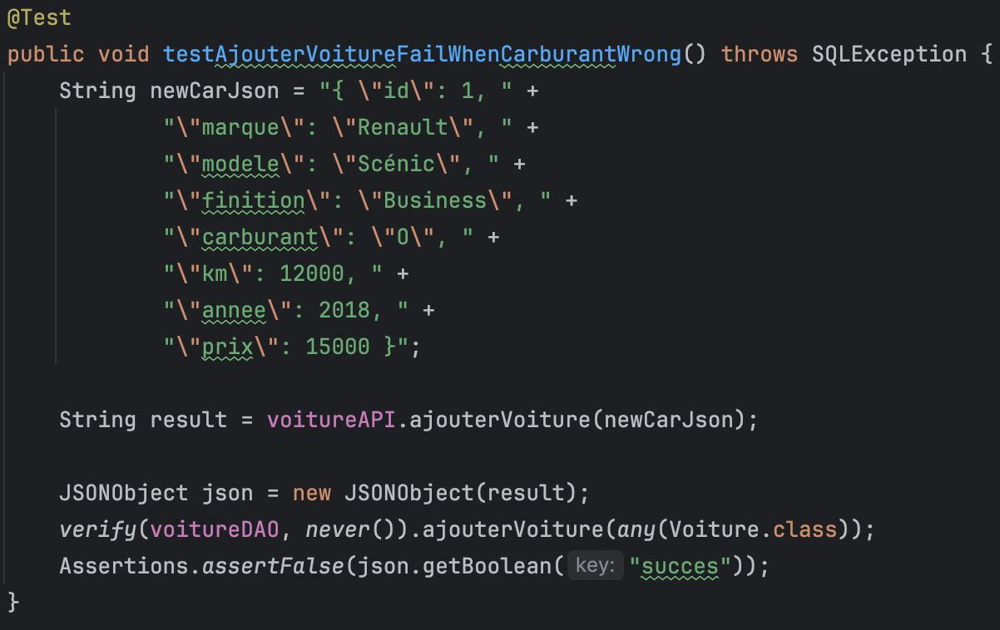 @Test
public void testAjouterVoitureFailWhenCarburantWrong() throws SQLException {
String newCarJson = "{ \"id\": 1, " +
"\"marque\": \"Renault\", " +
"\"modele\": \"Scénic\", " +
"\"finition\": \"Business\", " +
"\"carburant\": \"O\", " +
"\"km\": 12000, " +
"\"annee\": 2018, " +
"\"prix\": 15000 }";
String result = voitureAPI.ajouterVoiture(newCarJson);
JSONObject json = new JSONObject(result);
verify(voitureDAO, never()).ajouterVoiture(any(Voiture.class));
Assertions.assertFalse(json.getBoolean( key: "succes"));
}